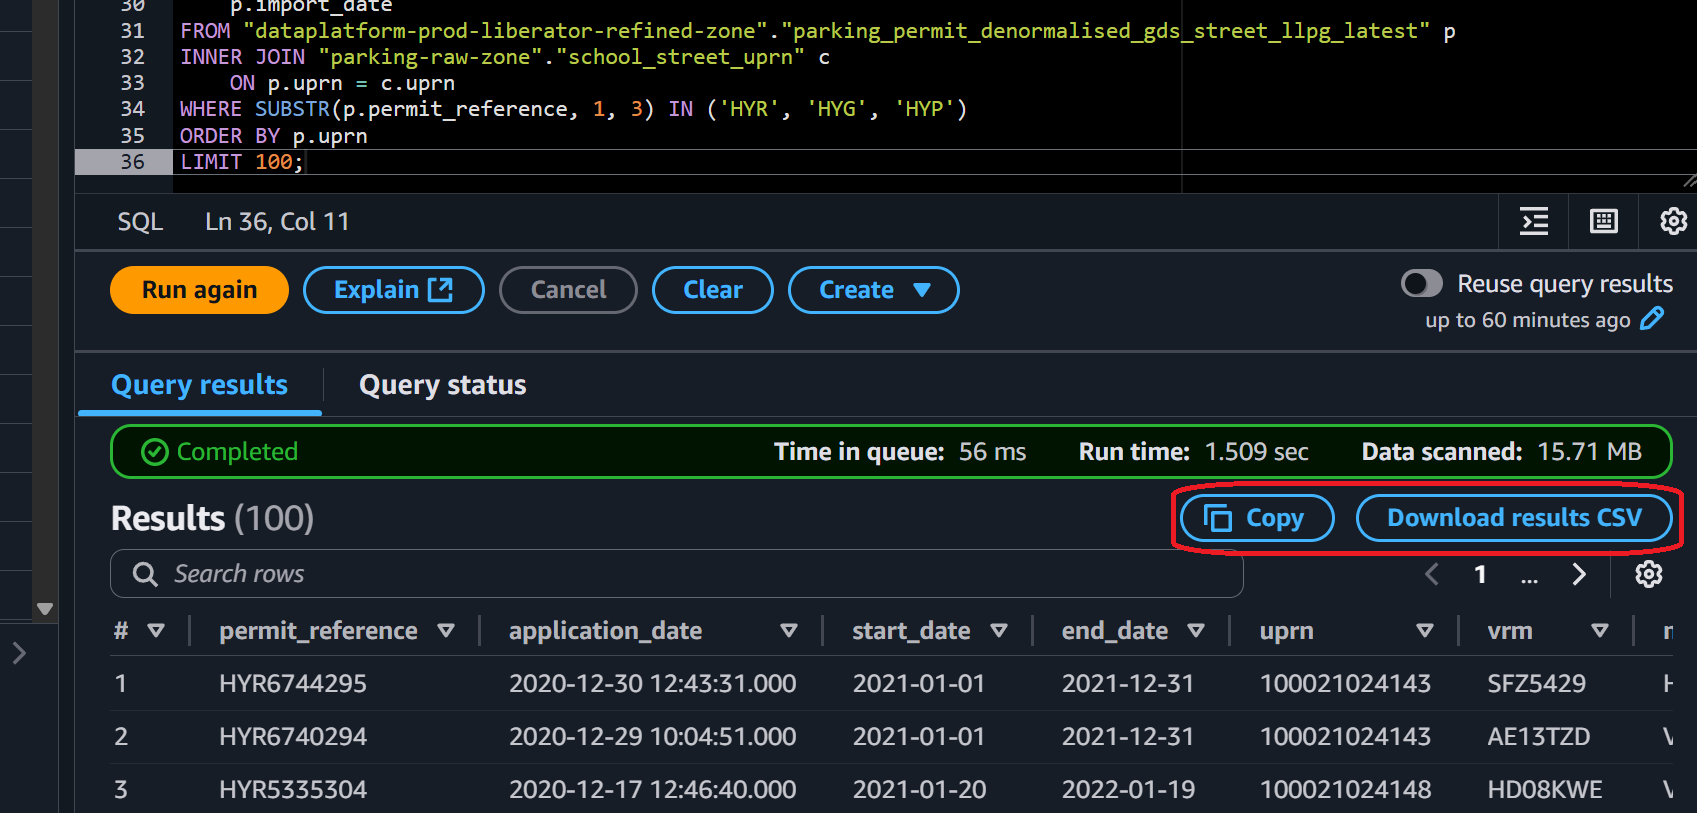 30 p.import_date
31 FROM "dataplatform-prod-liberator-refined-zone"."parking_permit_denormalised_gds_street_llpg_latest" p
32 INNER JOIN "parking-raw-zone"."school_street_uprn" c
33 ON p.uprn = c.uprn
34 WHERE SUBSTR(p.permit_reference, 1, 3) IN ('HYR', 'HYG', 'HYP')
35 ORDER BY p.uprn
36 LIMIT 100;
SQL Ln 36, Col 11
Run again Explain Cancel Clear Create Reuse query results
up to 60 minutes ago
Query results Query status
Completed Time in queue: 56 ms Run time: 1.509 sec Data scanned: 15.71 MB
Results (100) Copy Download results CSV
Search rows 1 ...
# permit_reference application_date start_date end_date uprn vrm
1 HYR6744295 2020-12-30 12:43:31.000 2021-01-01 2021-12-31 100021024143 SFZ5429
2 HYR6740294 2020-12-29 10:04:51.000 2021-01-01 2021-12-31 100021024143 AE13TZD
3 HYR5335304 2020-12-17 12:46:40.000 2021-01-20 2022-01-19 100021024148 HD08KWE